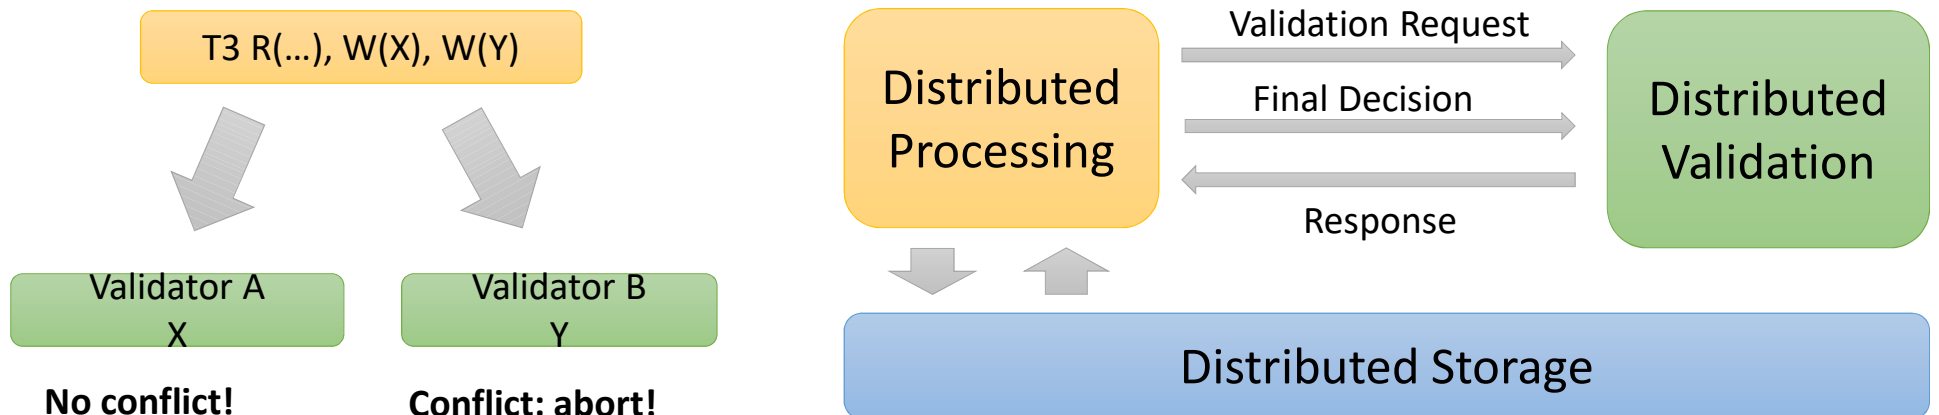 T3 R(…), W(X), W(Y)
Validator A
X
Validator B
Y
No conflict!
Conflict: abort!
Distributed
Processing
Validation Request
Final Decision
Response
Distributed
Validation
Distributed Storage